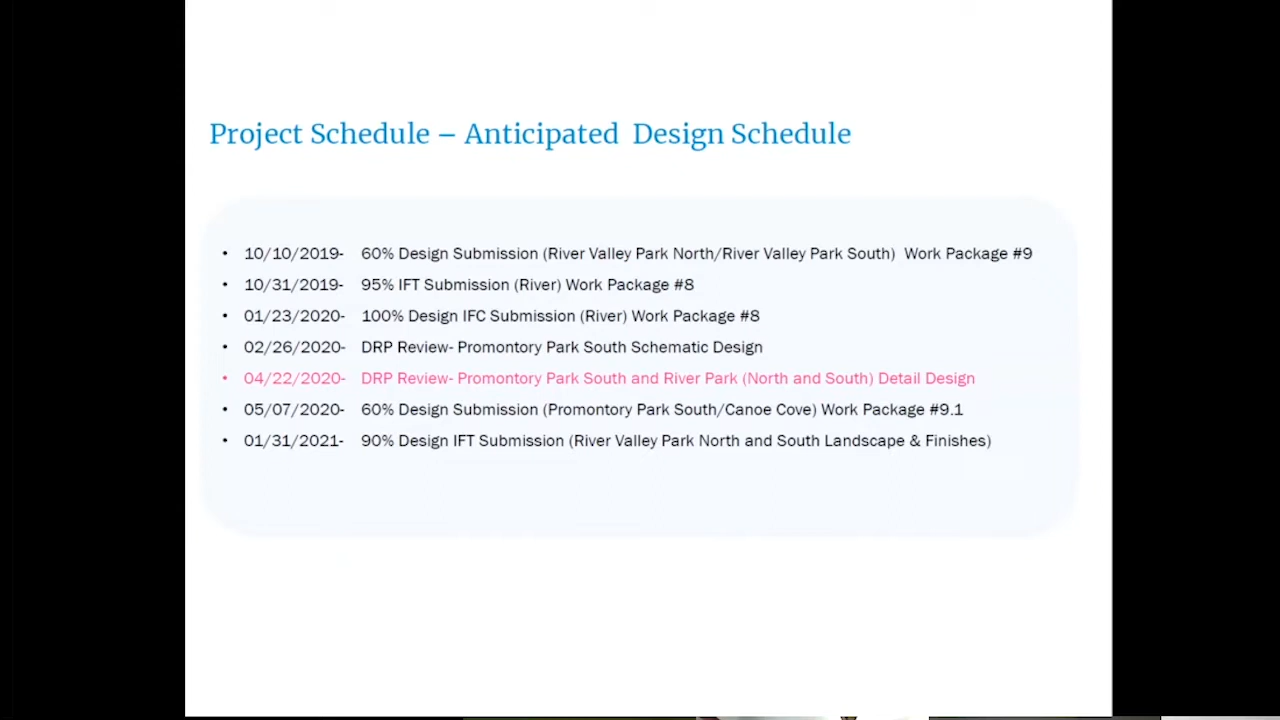 Project Schedule – Anticipated  Design Schedule
• 10/10/2019- 60% Design Submission (River Valley Park North/River Valley Park South)  Work Package #9
• 10/31/2019- 95% IFT Submission (River) Work Package #8
• 01/23/2020- 100% Design IFC Submission (River) Work Package #8
• 02/26/2020- DRP Review- Promontory Park South Schematic Design
• 04/22/2020- DRP Review- Promontory Park South and River Park (North and South) Detail Design
• 05/07/2020- 60% Design Submission (Promontory Park South/Canoe Cove) Work Package #9.1
• 01/31/2021- 90% Design IFT Submission (River Valley Park North and South Landscape & Finishes)